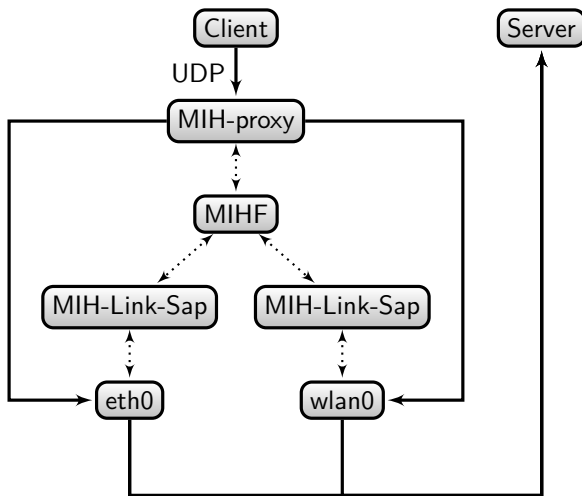 Client
Server
UDP
MIH-proxy
MIHF
MIH-Link-Sap
MIH-Link-Sap
eth0
wlan0